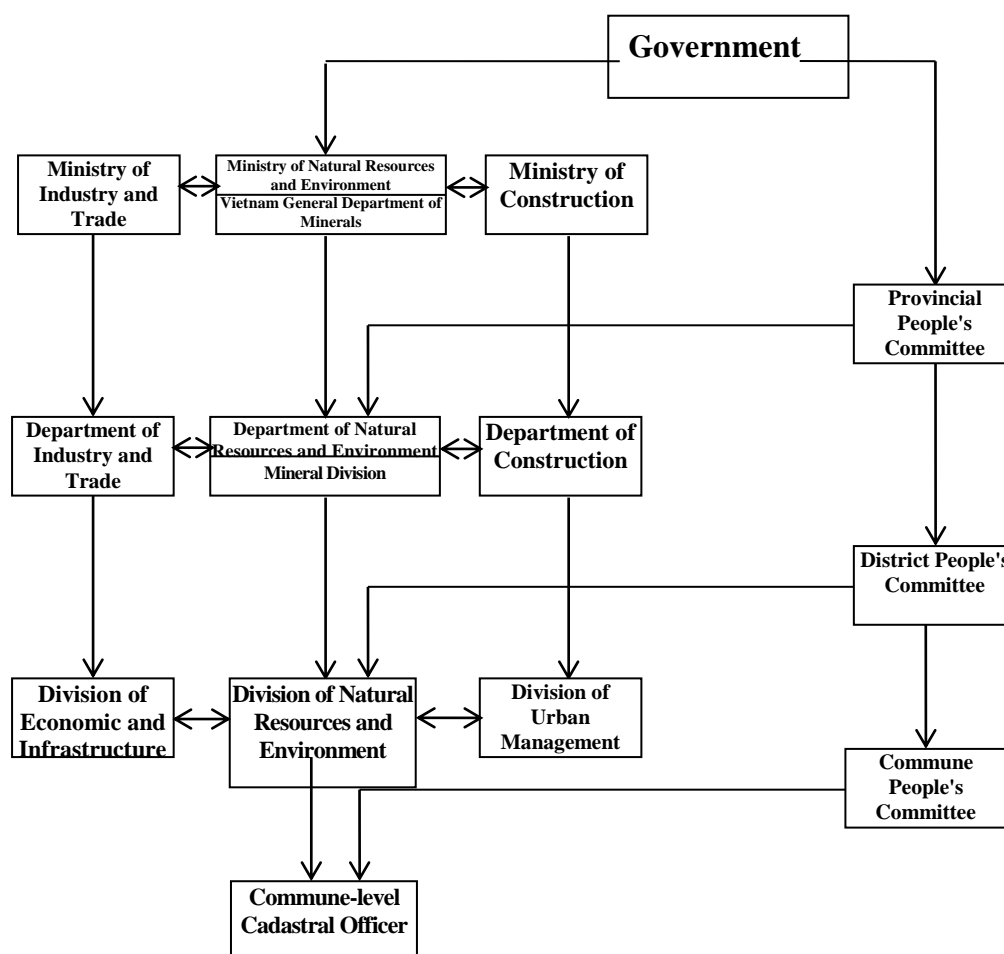 Government
Ministry of
Industry and
Trade
Ministry of Natural Resources
and Environment
Vietnam General Department of
Minerals
Ministry of
Construction
Provincial
People's
Committee
Department of
Industry and
Trade
Department of Natural
Resources and Environment
Mineral Division
Department of
Construction
District People's
Committee
Division of
Economic and
Infrastructure
Division of Natural
Resources and
Environment
Division of
Urban
Management
Commune
People's
Committee
Commune-level
Cadastral Officer